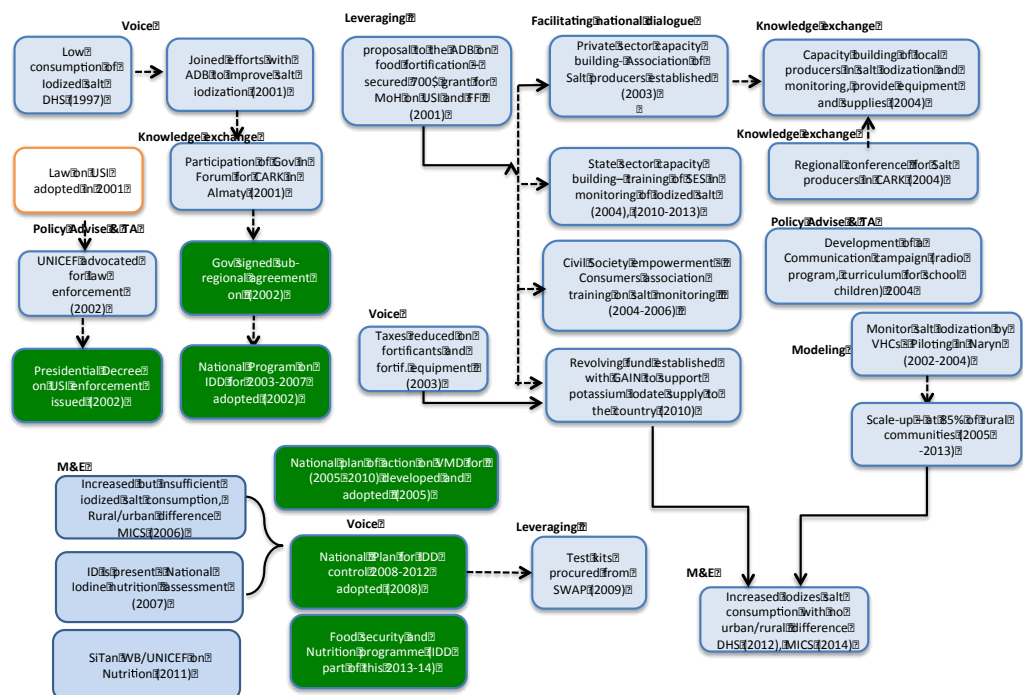 Voice
Low
consumption of
Iodized salt
DHS (1997)
Joined efforts with
ADB to improve salt
iodization (2001)
Knowledge exchange
Participation of Gov in
Forum for CARK in
Almaty (2001)
Law on USI
adopted in 2001
Policy Advise & TA
UNICEF advocated
for law
enforcement
(2002)
Presidential Decree
on USI enforcement
issued (2002)
Gov signed sub-
regional agreement
on (2002)
National Program on
IDD for 2003-2007
adopted (2002)
Leveraging
proposal to the ADB on
food fortification –
secured 700$ grant for
MoH on USI and FF
(2001)
Voice
Taxes reduced on
fortificants and
fortif. equipment
(2003)
Facilitating national dialogue
Private sector capacity
building – Association of
Salt producers established
(2003)
State sector capacity
building – training of SES in
monitoring of iodized salt
(2004), (2010-2013)
Civil Society empowerment –
Consumers association
training on salt monitoring
(2004-2006)
Revolving fund established
with GAIN to support
potassium iodate supply to
the country (2010)
Knowledge exchange
Capacity building of local
producers in salt iodization and
monitoring, provide equipment
and supplies (2004)
Knowledge exchange
Regional conference for Salt
producers in CARK (2004)
Policy Advise & TA
Development of a
Communication campaign (radio
program, curriculum for school
children) 2004
Modeling
Monitor salt iodization by
VHCs – Piloting in Naryn
(2002-2004)
Scale-up – at 85% of rural
communities (2005
-2013)
M&E
Increased but insufficient
iodized salt consumption,
Rural/urban difference
MICS (2006)
ID is present – National
Iodine nutrition assessment
(2007)
SiTan WB/UNICEF on
Nutrition (2011)
National plan of action on VMD for
(2005-2010) developed and
adopted (2005)
Voice
National Plan for IDD
control 2008-2012
adopted (2008)
Food security and
Nutrition programme (IDD
part of this 2013-14)
Leveraging
Test kits
procured from
SWAP (2009)
M&E
Increased iodizes salt
consumption with no
urban/rural difference
DHS (2012), MICS (2014)